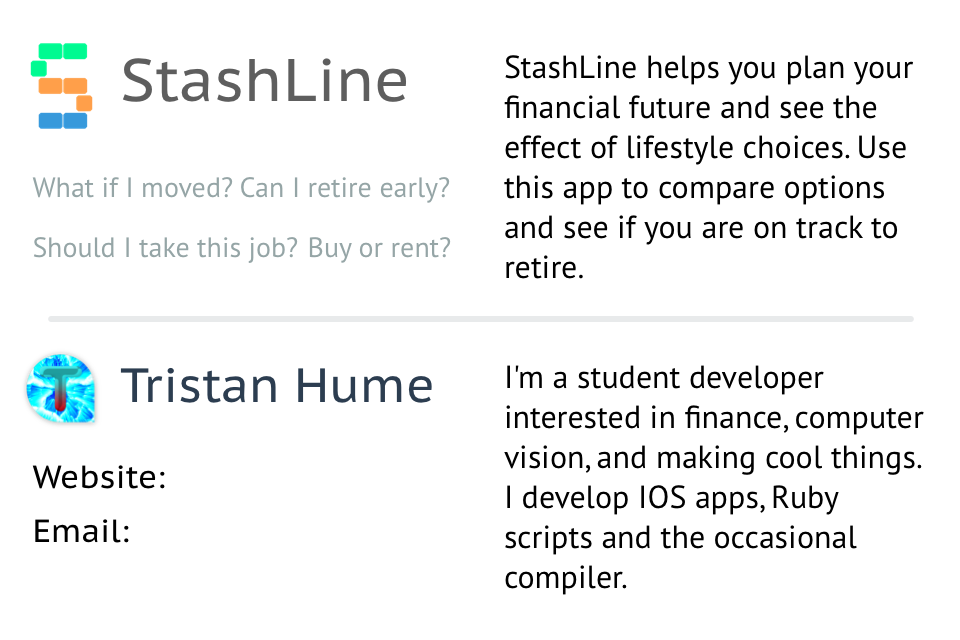 StashLine
What if I moved? Can I retire early?
Should I take this job? Buy or rent?
StashLine helps you plan your
financial future and see the
effect of lifestyle choices. Use
this app to compare options
and see if you are on track to
retire.
T
Tristan Hume
Website:
Email:
I'm a student developer
interested in finance, computer
vision, and making cool things.
I develop IOS apps, Ruby
scripts and the occasional
compiler.